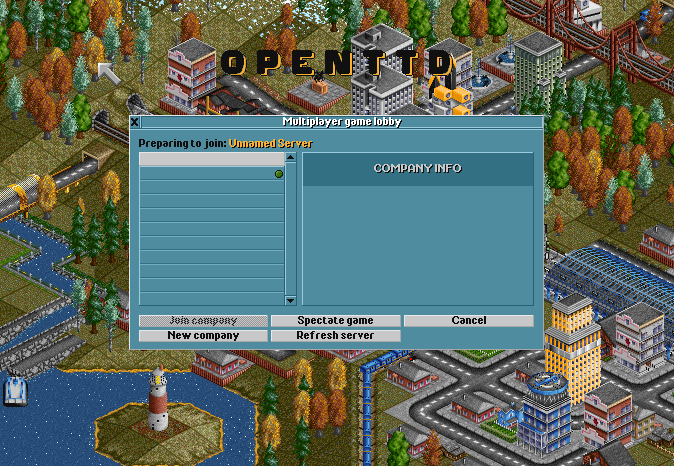 OPENTTD
Multiplayer game lobby
Preparing to join: Unnamed Server
COMPANY INFO
Join company
Spectate game
Cancel
New company
Refresh server